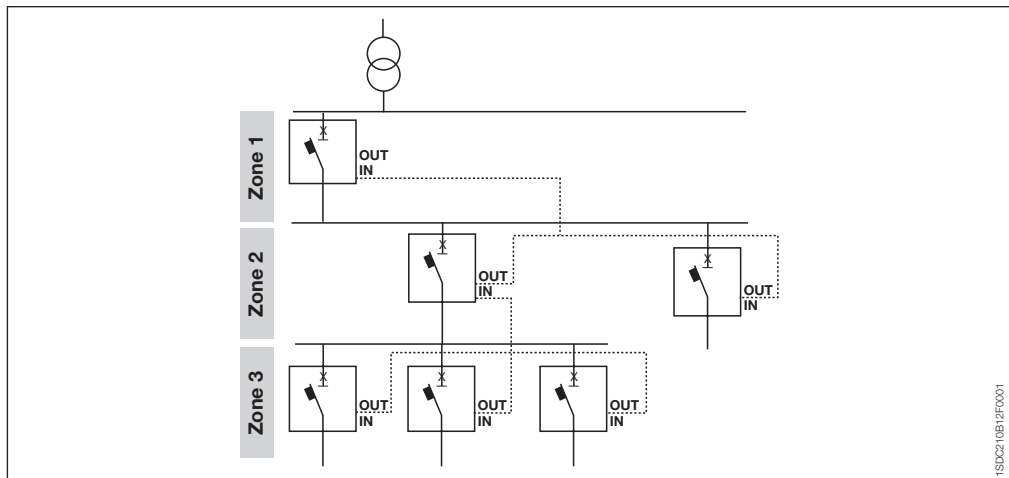 Zone 1
OUT
IN
Zone 2
OUT
IN
OUT
IN
Zone 3
OUT
IN
OUT
IN
OUT
IN
1SDC210B12F0001